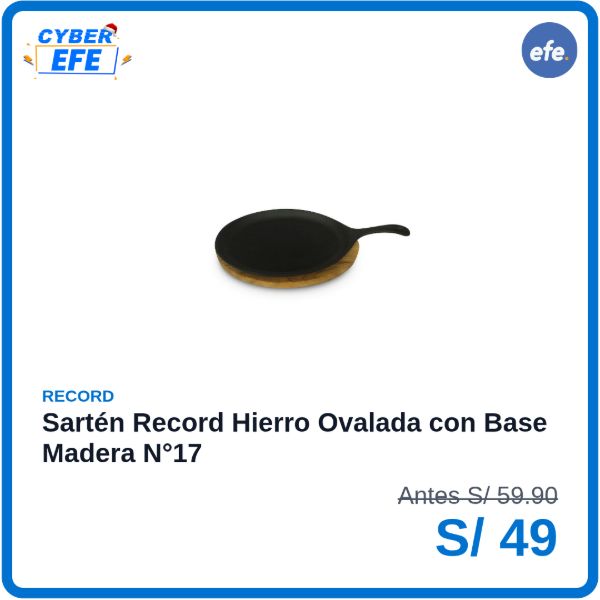 CYBER
EFE
efe.
RECORD
Sartén Record Hierro Ovalada con Base
Madera N°17
Antes S/ 59.90
S/ 49